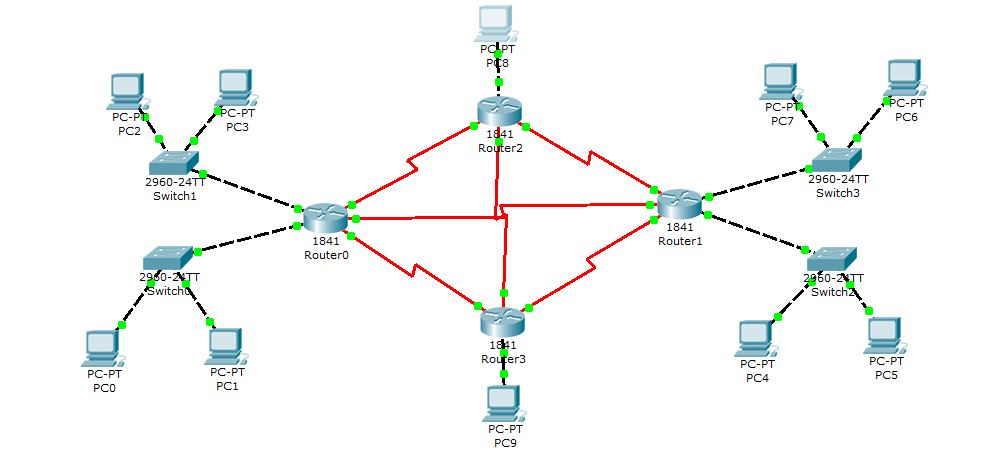 PC-PT
PC8
PC-PT
PC2
PC-PT
PC3
1841
Router2
PC-PT
PC7
PC-PT
PC6
2960-24TT
Switch1
2960-24TT
Switch3
1841
Router0
1841
Router1
2960-24TT
Switch0
2960-24TT
Switch2
1841
Router3
PC-PT
PC0
PC-PT
PC1
PC-PT
PC4
PC-PT
PC5
PC-PT
PC9